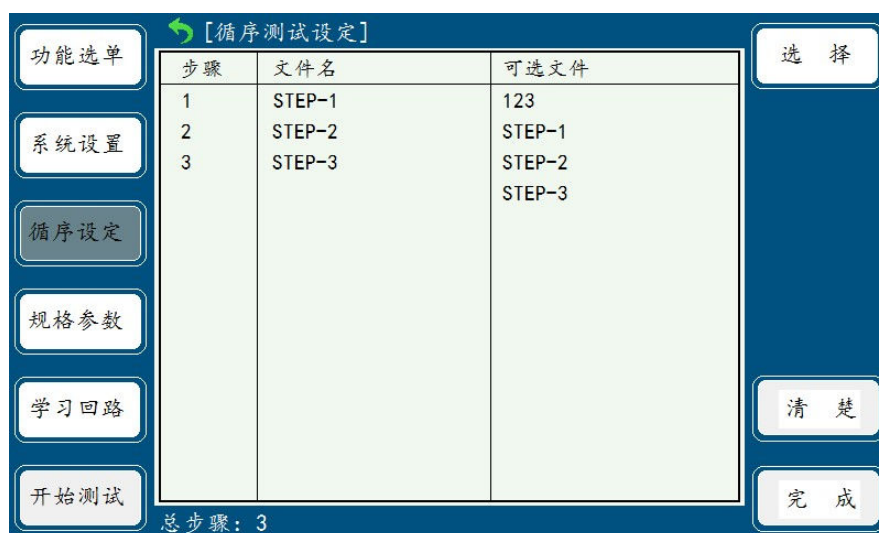 [循序测试设定]
功能选单
系统设置
循序设定
规格参数
学习回路
开始测试
步骤 文件名 可选文件
1 STEP-1 123
2 STEP-2 STEP-1
3 STEP-3 STEP-2
STEP-3
总步骤: 3
选 择
清 楚
完 成